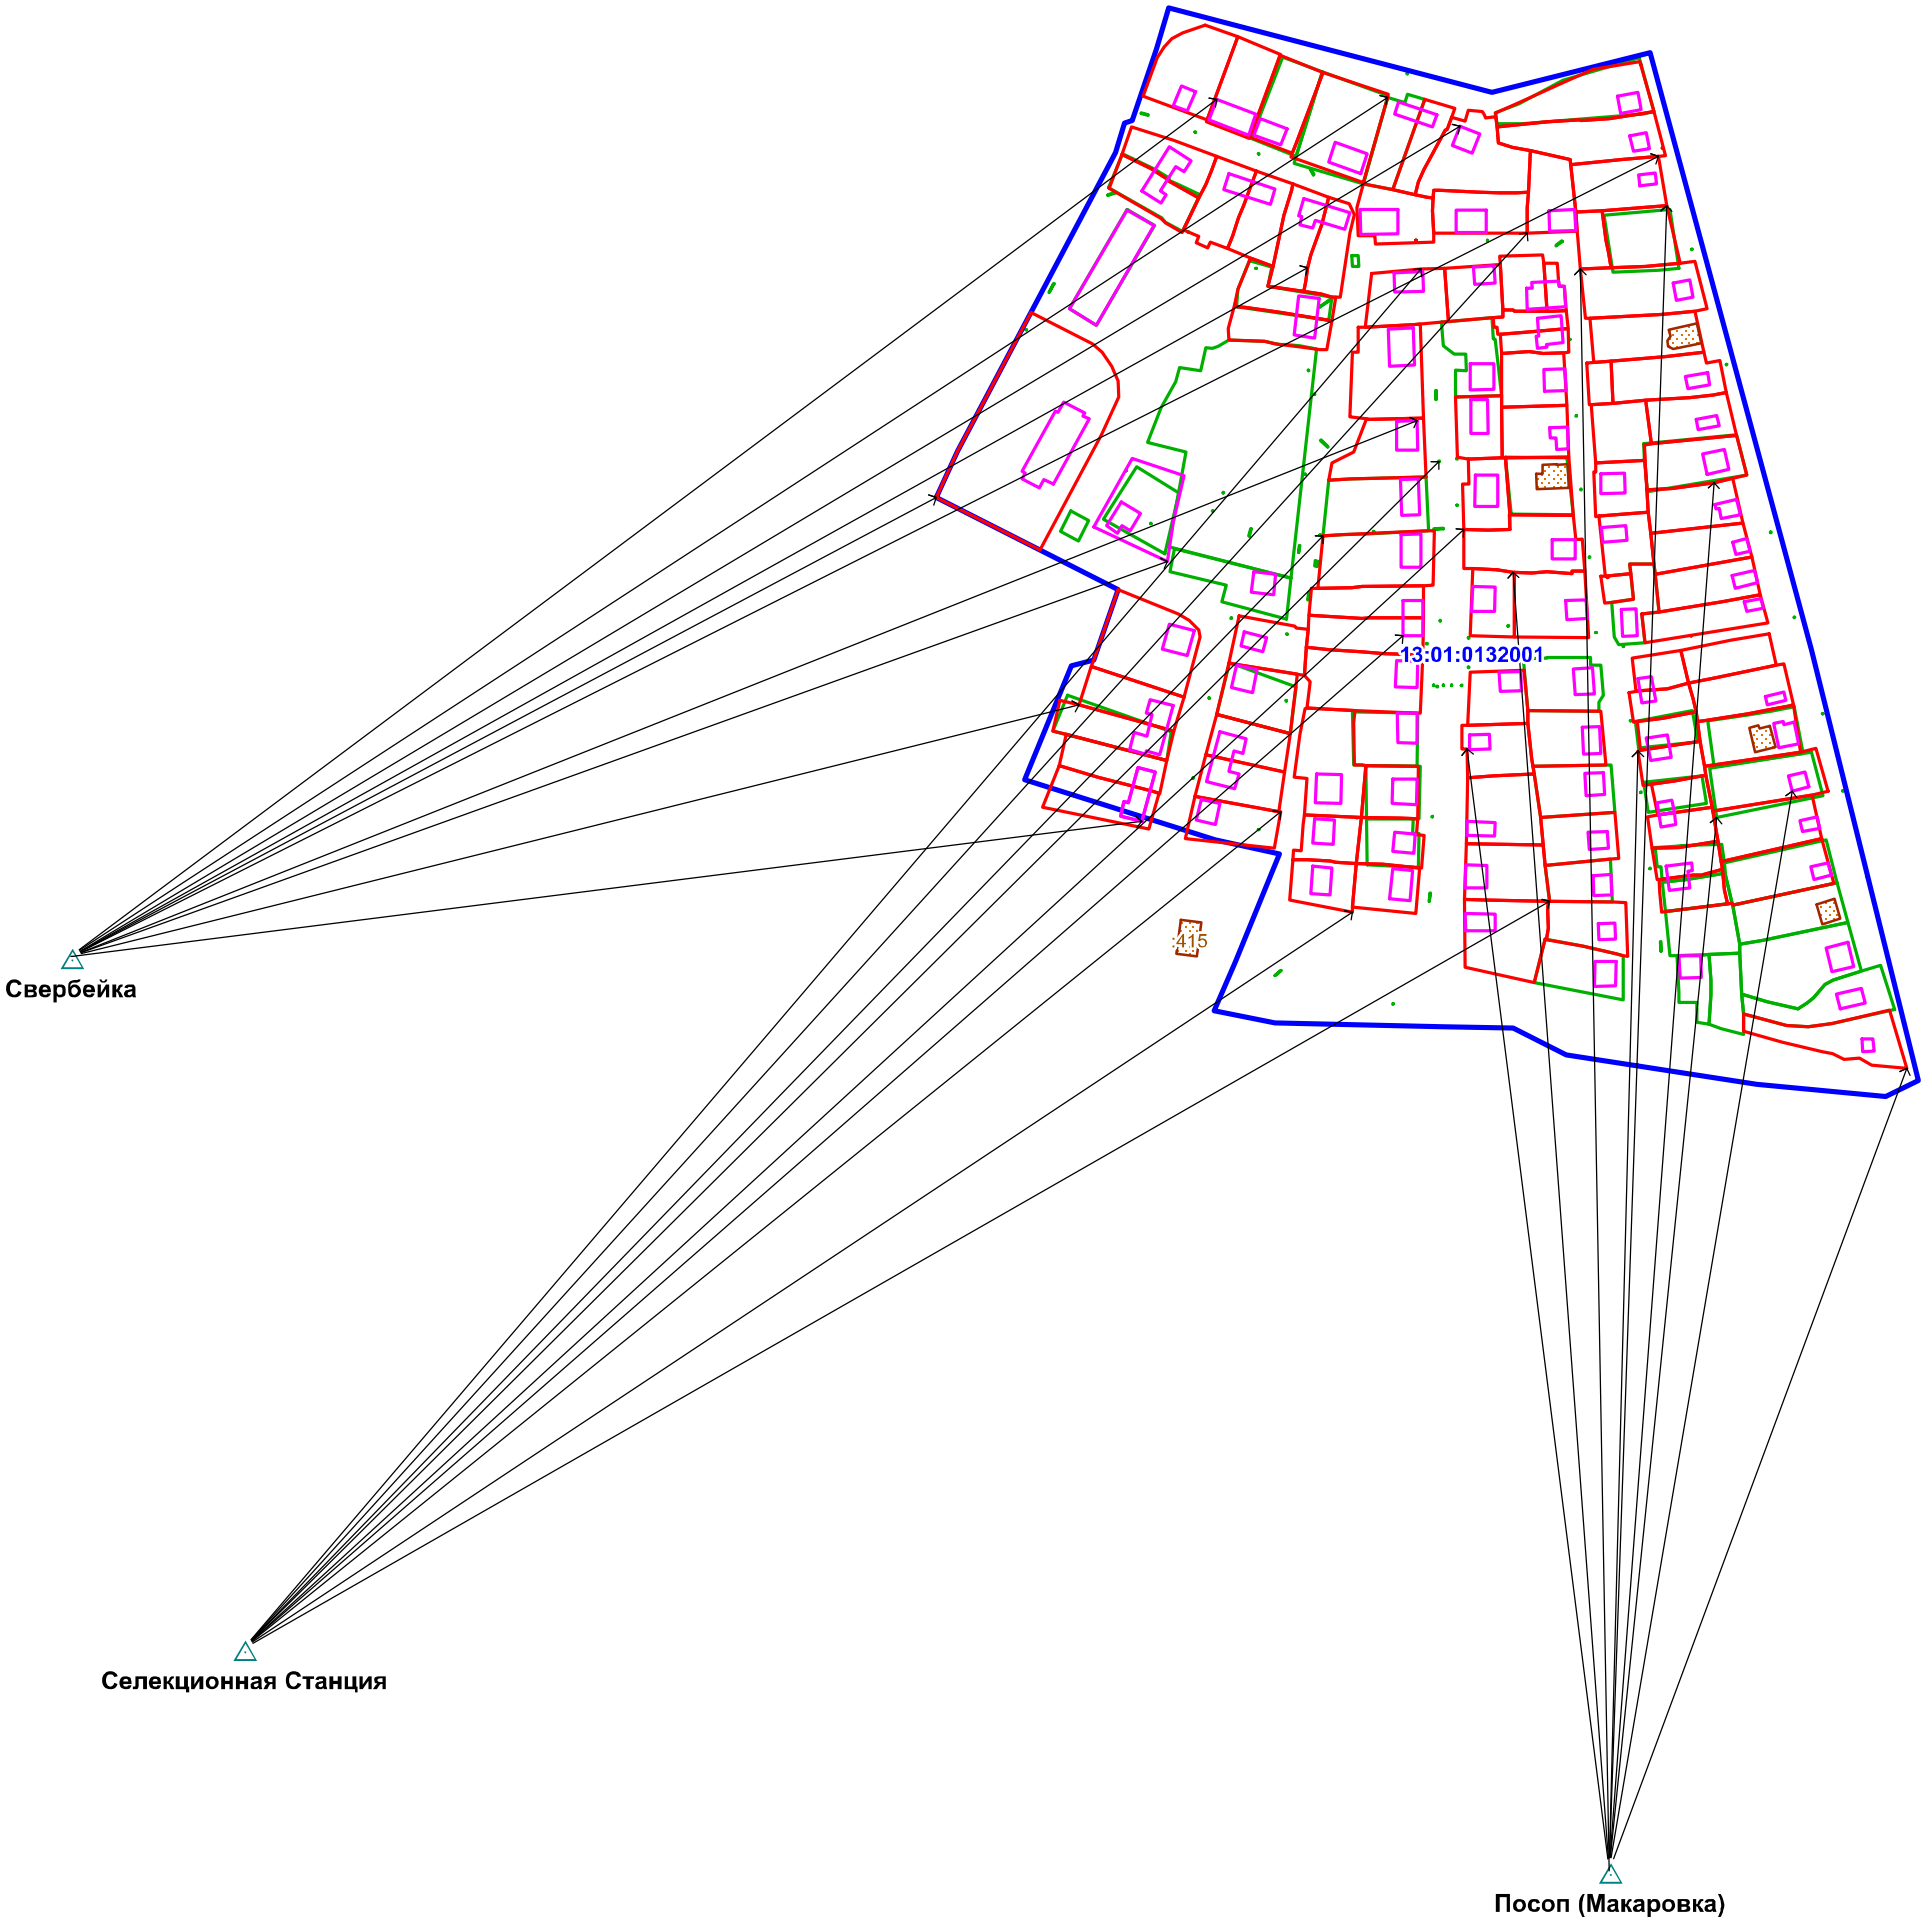 13:01:0132001
:415
Свербейка
Селекционная Станция
Посоп (Макаровка)